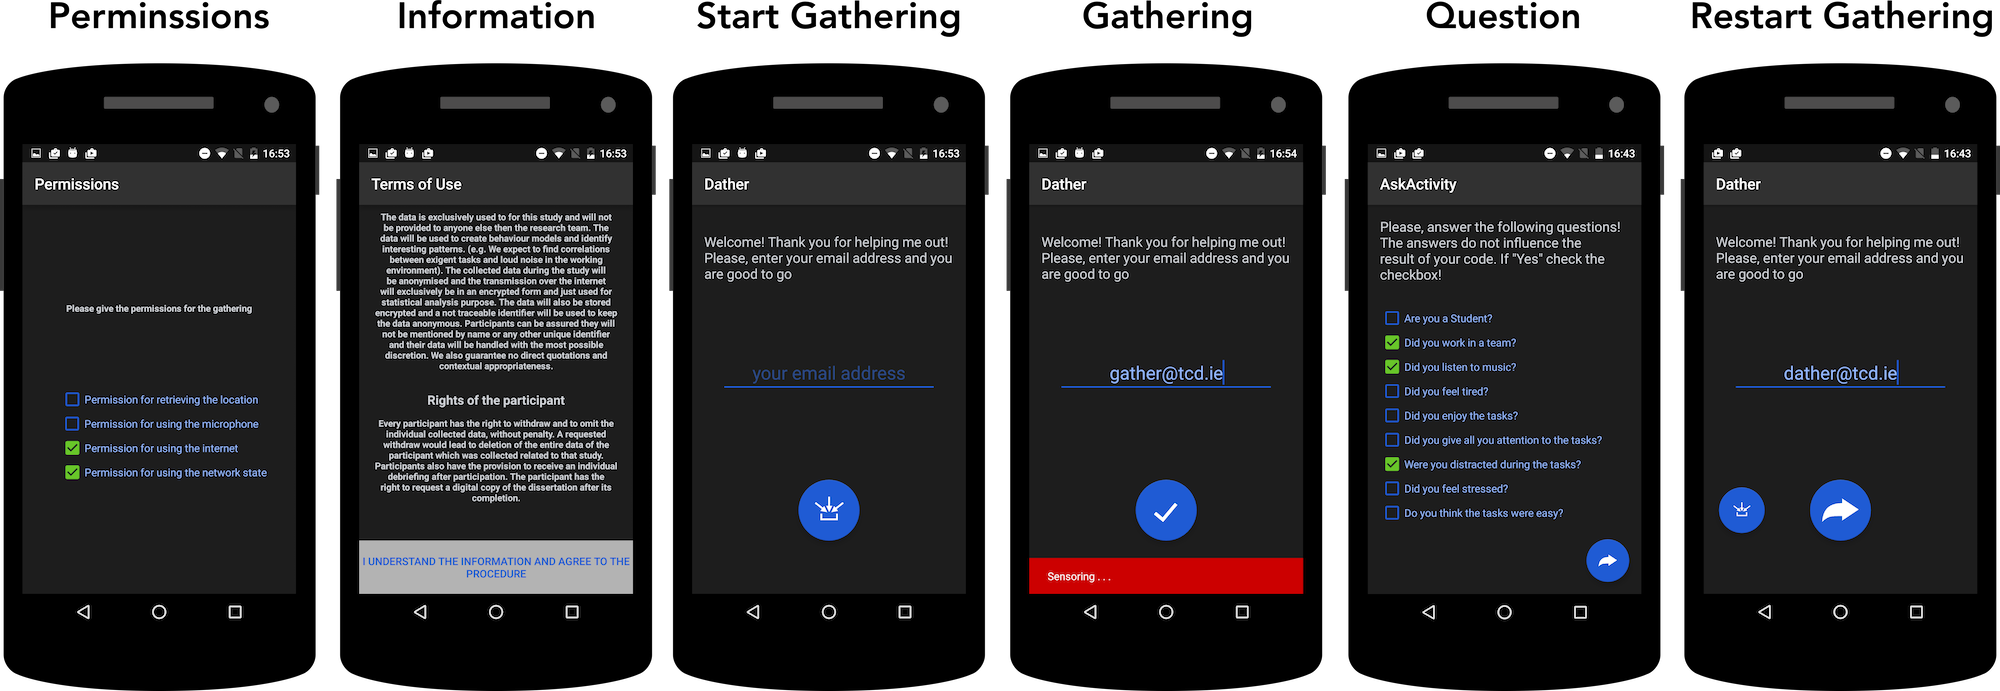 Perminssions
Information
Start Gathering
Gathering
Question
Restart Gathering
16:53
Permissions
Please give the permissions for the gathering
Permission for retrieving the location
Permission for using the microphone
Permission for using the internet
Permission for using the network state
16:53
Terms of Use
The data is exclusively used to for this study and will not
be provided to anyone else then the research team. The
data will be used to create behaviour models and identify
interesting patterns. (e.g. We expect to find correlations
between exigent tasks and loud noise in the working
environment). The collected data during the study will
be anonymised and the transmission over the internet
will exclusively be in an encrypted form and just used for
statistical analysis purpose. The data will also be stored
encrypted and a not traceable identifier will be used to keep
the data anonymous. Participants can be assured they will
not be mentioned by name or any other unique identifier
and their data will be handled with the most possible
discretion. We also guarantee no direct quotations and
contextual appropriateness.
Rights of the participant
Every participant has the right to withdraw and to omit the
individual collected data, without penalty. A requested
withdraw would lead to deletion of the entire data of the
participant which was collected related to that study.
Participants also have the provision to receive an individual
debriefing after participation. The participant has the
right to request a digital copy of the dissertation after its
completion.
I UNDERSTAND THE INFORMATION AND AGREE TO THE
PROCEDURE
16:53
Dather
Welcome! Thank you for helping me out!
Please, enter your email address and you
are good to go
your email address
16:54
Dather
Welcome! Thank you for helping me out!
Please, enter your email address and you
are good to go
gather@tcd.ie
Sensoring . . .
16:43
AskActivity
Please, answer the following questions!
The answers do not influence the
result of your code. If "Yes" check the
checkbox!
Are you a Student?
Did you work in a team?
Did you listen to music?
Did you feel tired?
Did you enjoy the tasks?
Did you give all you attention to the tasks?
Were you distracted during the tasks?
Did you feel stressed?
Do you think the tasks were easy?
16:43
Dather
Welcome! Thank you for helping me out!
Please, enter your email address and you
are good to go
dather@tcd.ie